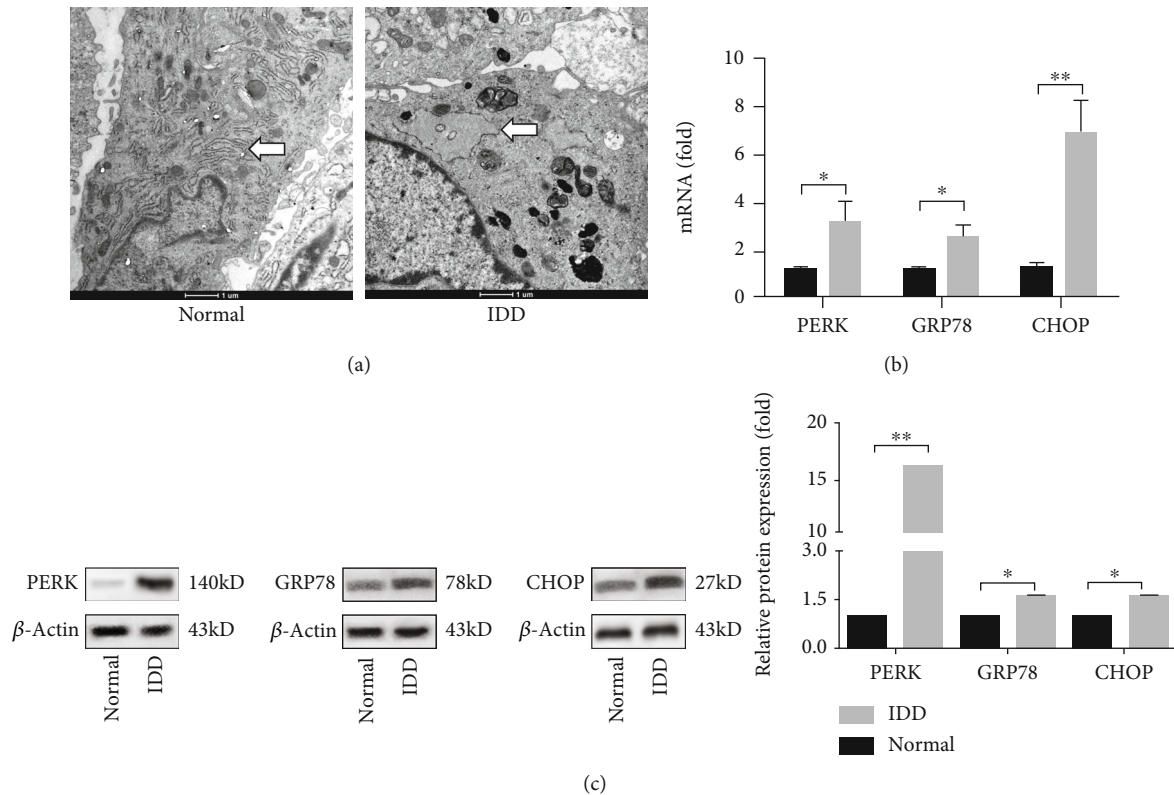 1 um
1 um
Normal
IDD
(a)
mRNA (fold)
10
8
6
4
2
0
*
*
**
PERK
GRP78
CHOP
(b)
PERK
140kD
β-Actin
43kD
Normal
IDD
GRP78
78kD
β-Actin
43kD
Normal
IDD
CHOP
27kD
β-Actin
43kD
Normal
IDD
Relative protein expression (fold)
20
15
10
3.0
1.5
0.0
**
*
*
PERK
GRP78
CHOP
IDD
Normal
(c)